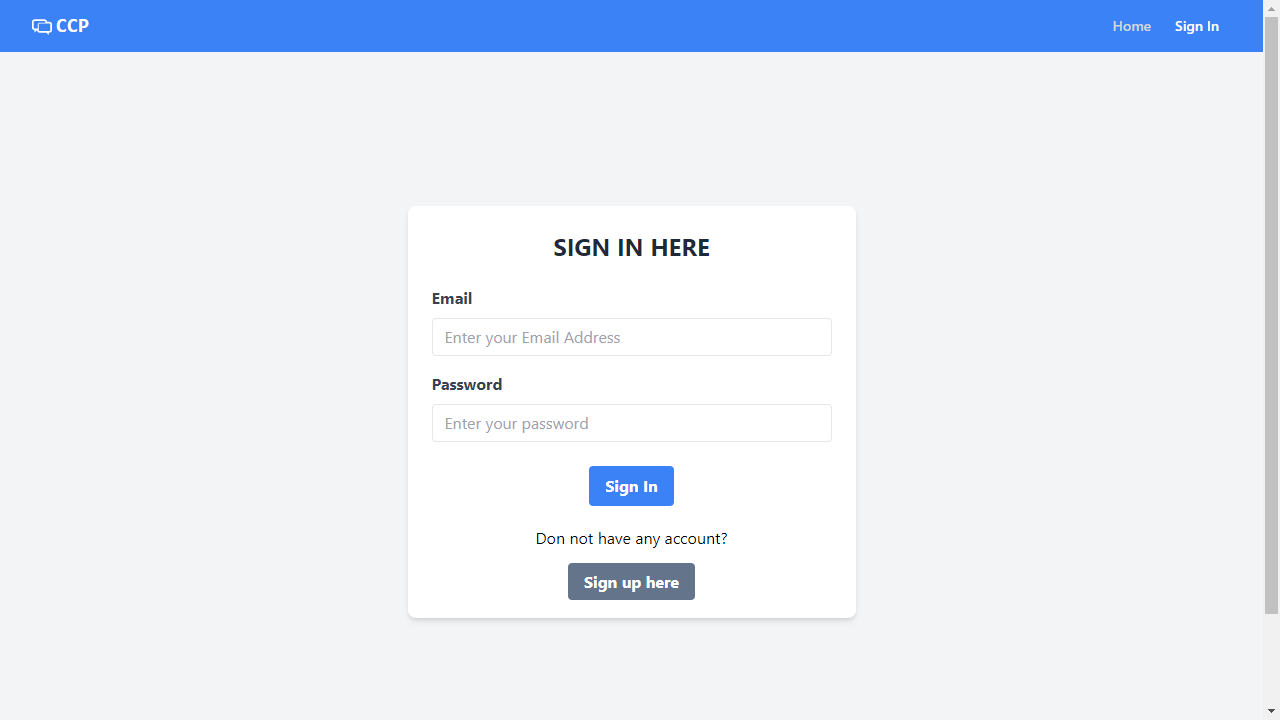 CCP
Home
Sign In
SIGN IN HERE
Email
Enter your Email Address
Password
Enter your password
Sign In
Don not have any account?
Sign up here